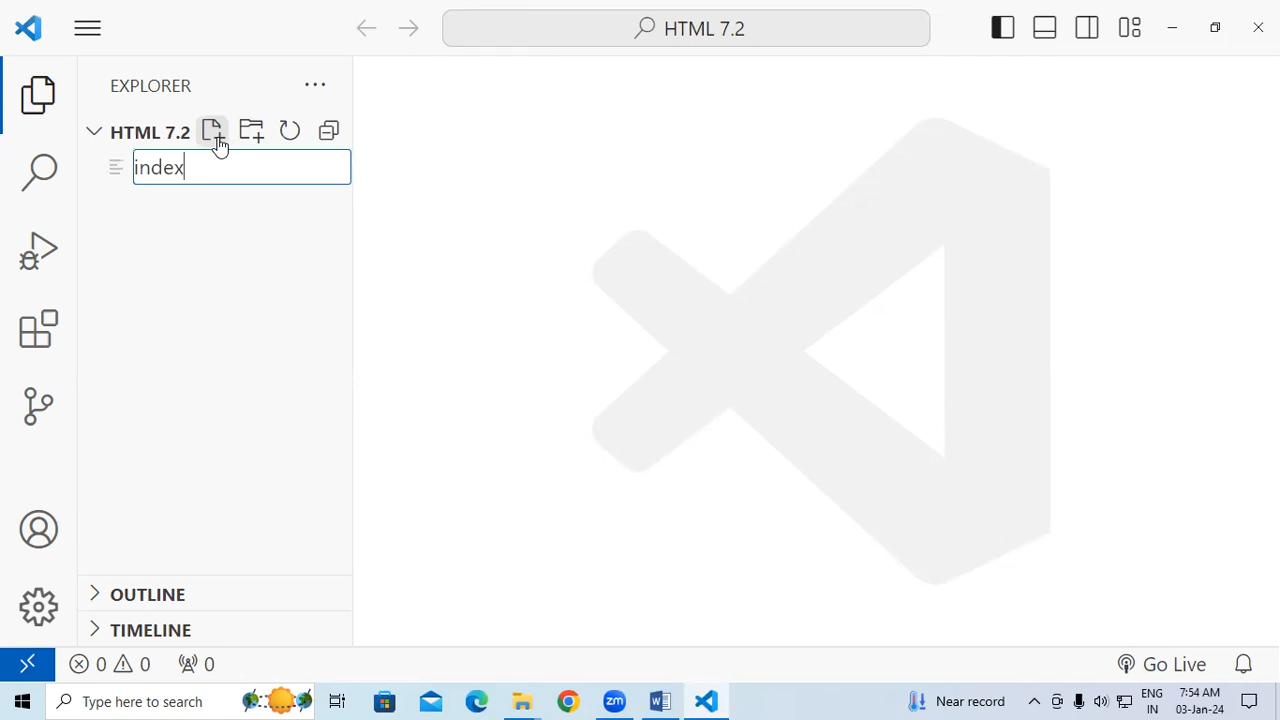 HTML 7.2
EXPLORER
HTML 7.2
index
OUTLINE
TIMELINE
0 0 0
Go Live
Type here to search
zm
W
Near record
ENG
IN
7:54 AM
03-Jan-24